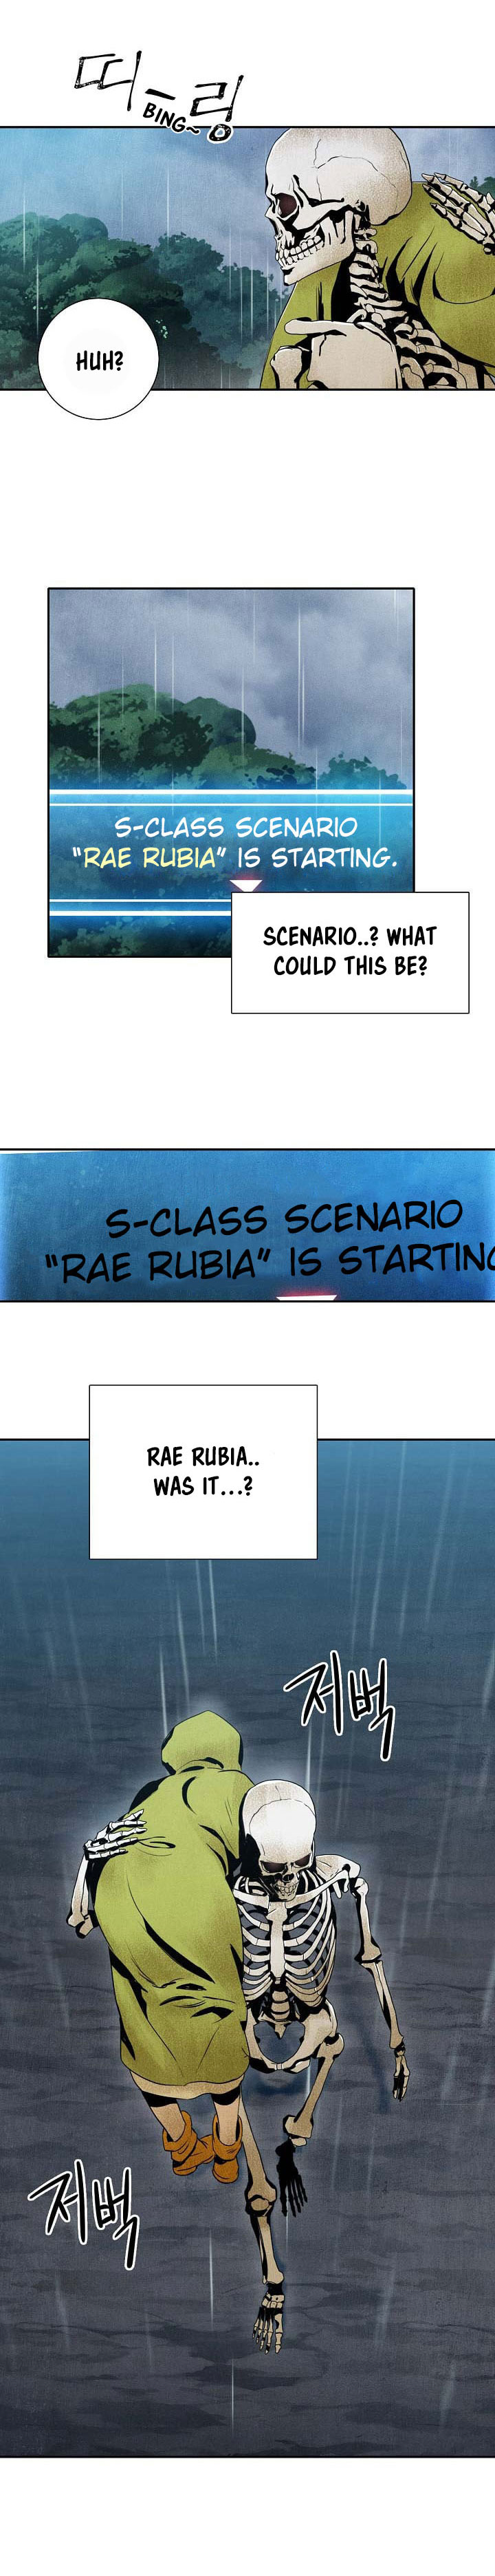 띠-링
BING~
HUH?
S-CLASS SCENARIO
"RAE RUBIA" IS STARTING.
SCENARIO..? WHAT
COULD THIS BE?
S-CLASS SCENARIO
"RAE RUBIA" IS STARTING
RAE RUBIA..
WAS IT...?
저벅
저벅